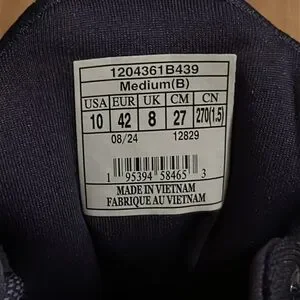 1204361B439
Medium(B)
USA EUR UK CM CN
10 42 8 27 270(1.5)
08/24 12829
1 95394 58465 3
MADE IN VIETNAM
FABRIQUE AU VIETNAM